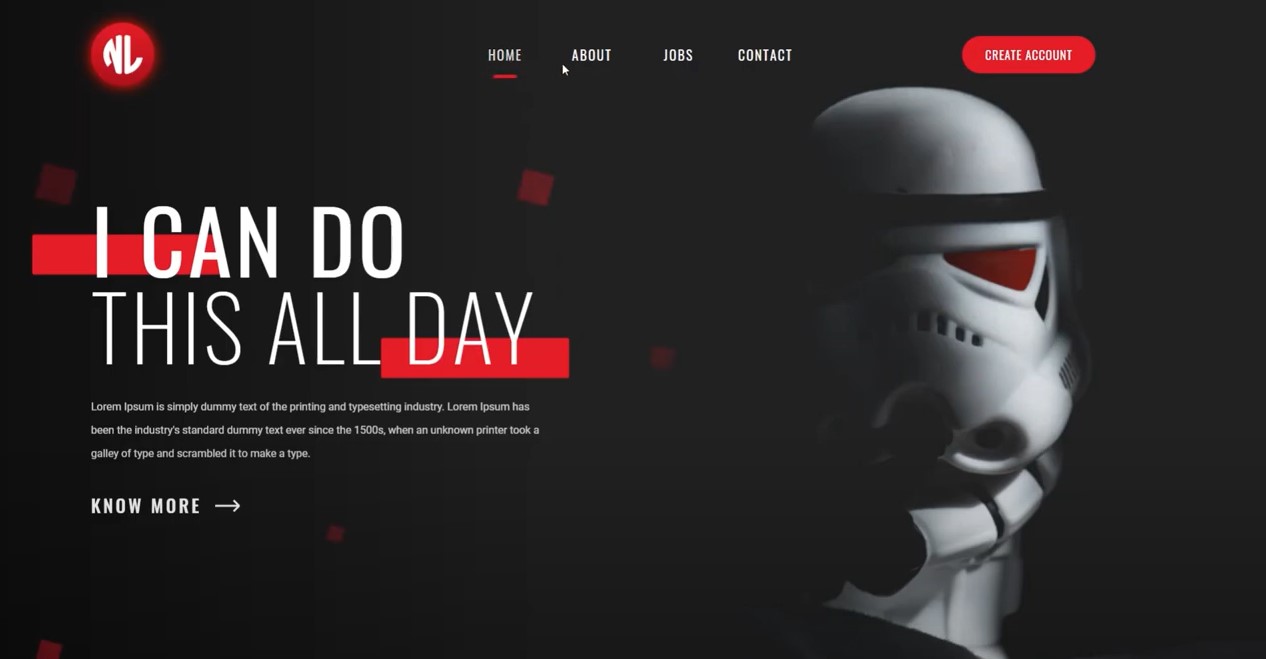 NL
HOME ABOUT JOBS CONTACT CREATE ACCOUNT
I CAN DO
THIS ALL DAY
Lorem Ipsum is simply dummy text of the printing and typesetting industry. Lorem Ipsum has
been the industry's standard dummy text ever since the 1500s, when an unknown printer took a
galley of type and scrambled it to make a type.
KNOW MORE